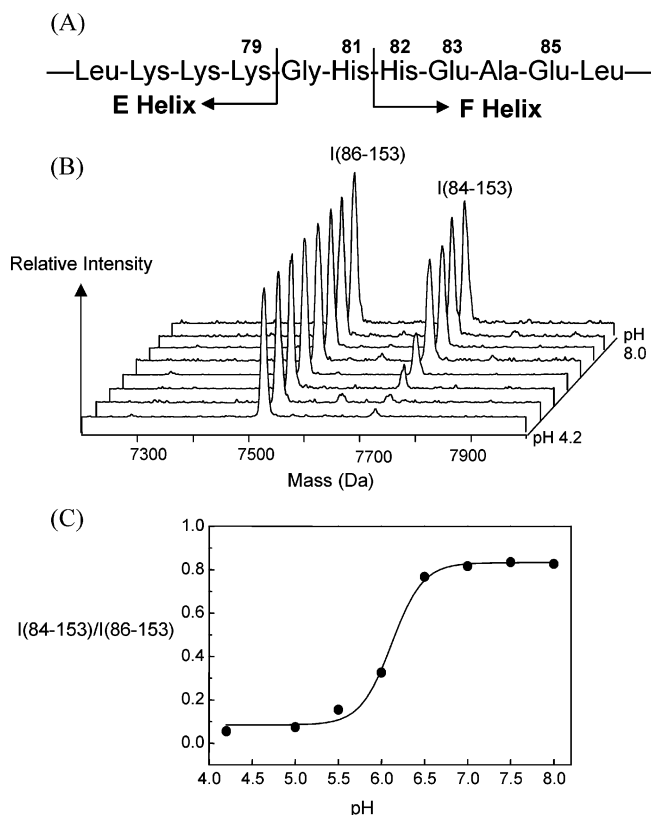 (A)
79 81 82 83 85
—Leu-Lys-Lys-Lys-Gly-His-His-Glu-Ala-Glu-Leu—
E Helix F Helix
(B)
I(86-153)
I(84-153)
Relative Intensity
pH
8.0
pH 4.2
7300 7500 7700 7900
Mass (Da)
(C)
1.0
0.8
0.6
I(84-153)/I(86-153)
0.4
0.2
0.0
4.0 4.5 5.0 5.5 6.0 6.5 7.0 7.5 8.0
pH